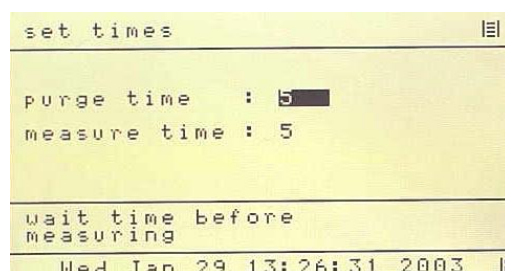 set times
purge time : 5
measure time : 5
wait time before
measuring
Wed Jan 29 13:26:31 2003